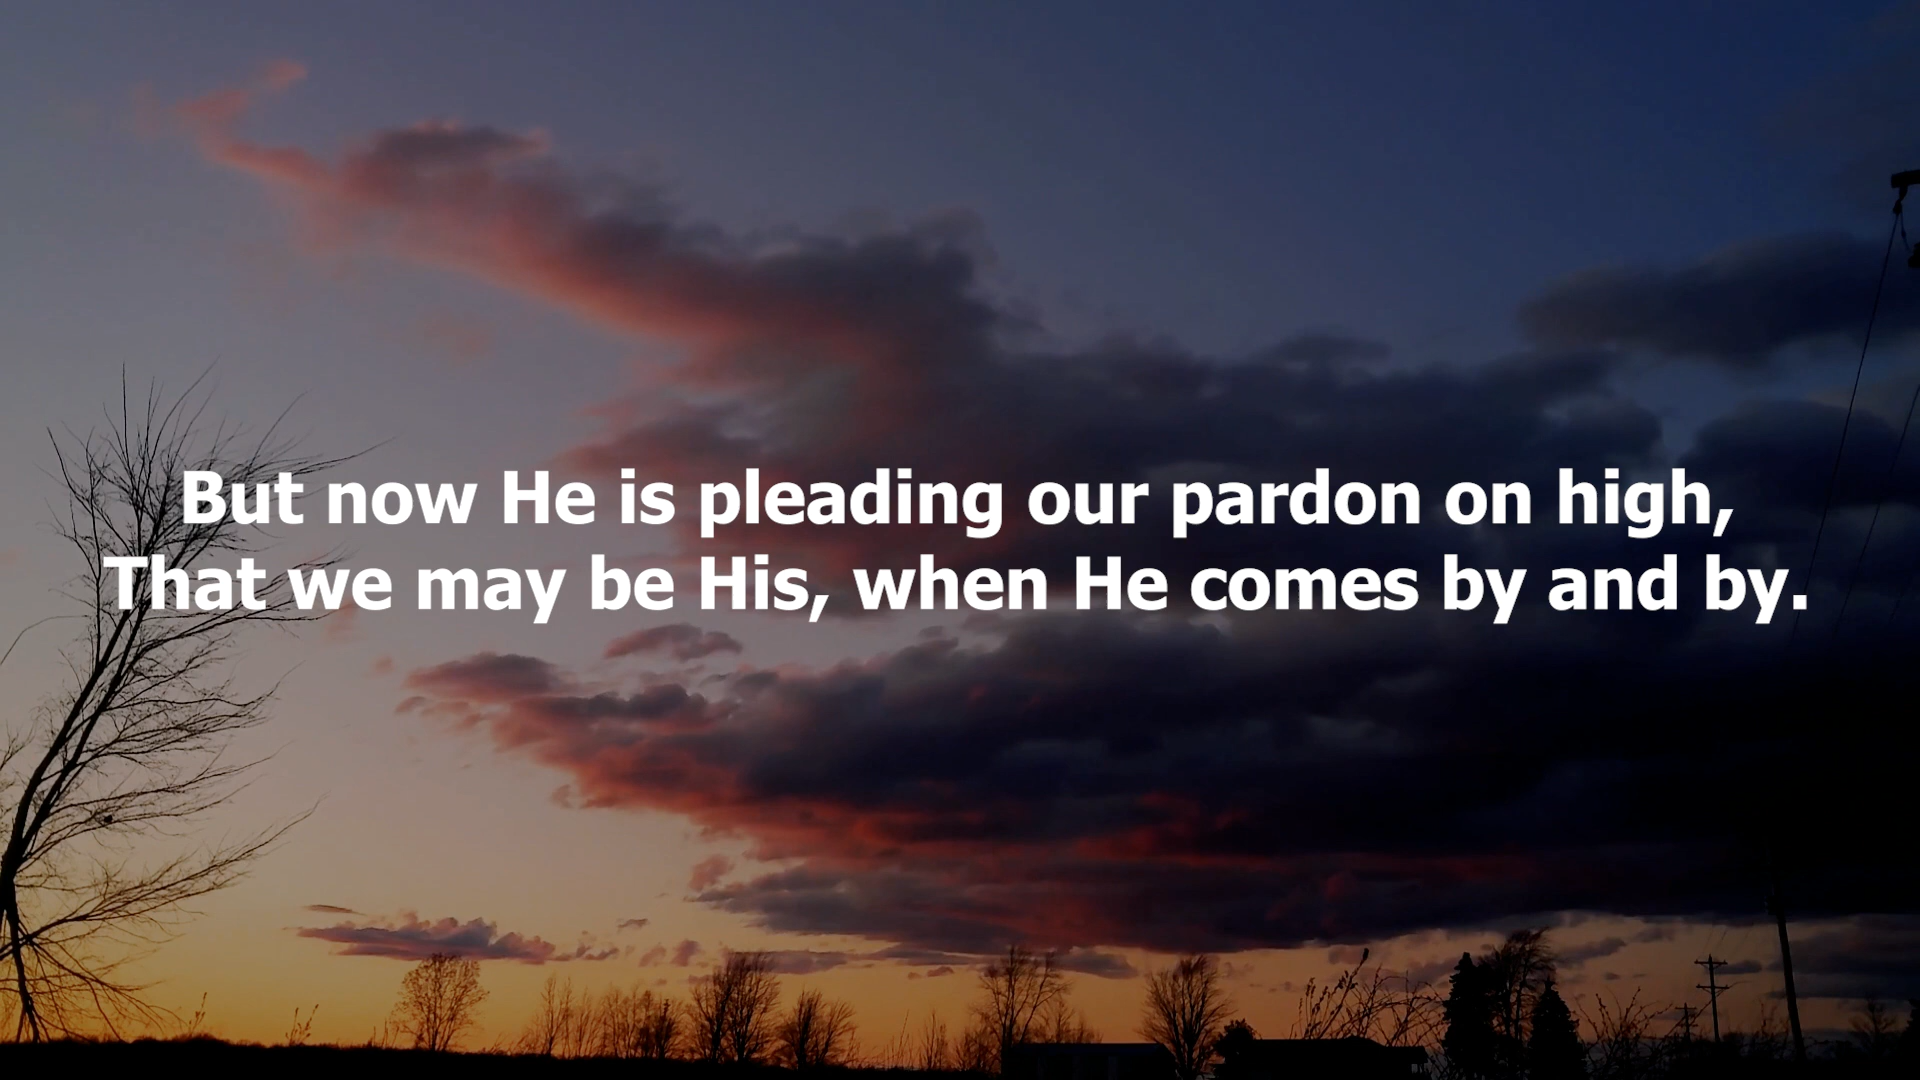 But now He is pleading our pardon on high,
That we may be His, when He comes by and by.